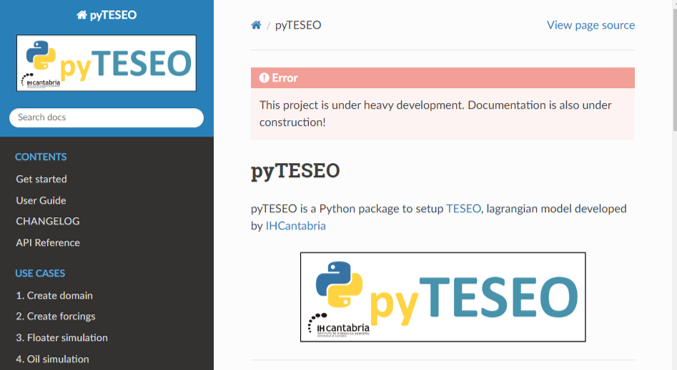 pyTESEO
pyTESEO
IHcantabria
Search docs
CONTENTS
Get started
User Guide
CHANGELOG
API Reference
USE CASES
1. Create domain
2. Create forcings
3. Floater simulation
4. Oil simulation
/ pyTESEO
View page source
Error
This project is under heavy development. Documentation is also under
construction!
pyTESEO
pyTESEO is a Python package to setup TESEO, lagrangian model developed
by IHCantabria
pyTESEO
IHcantabria